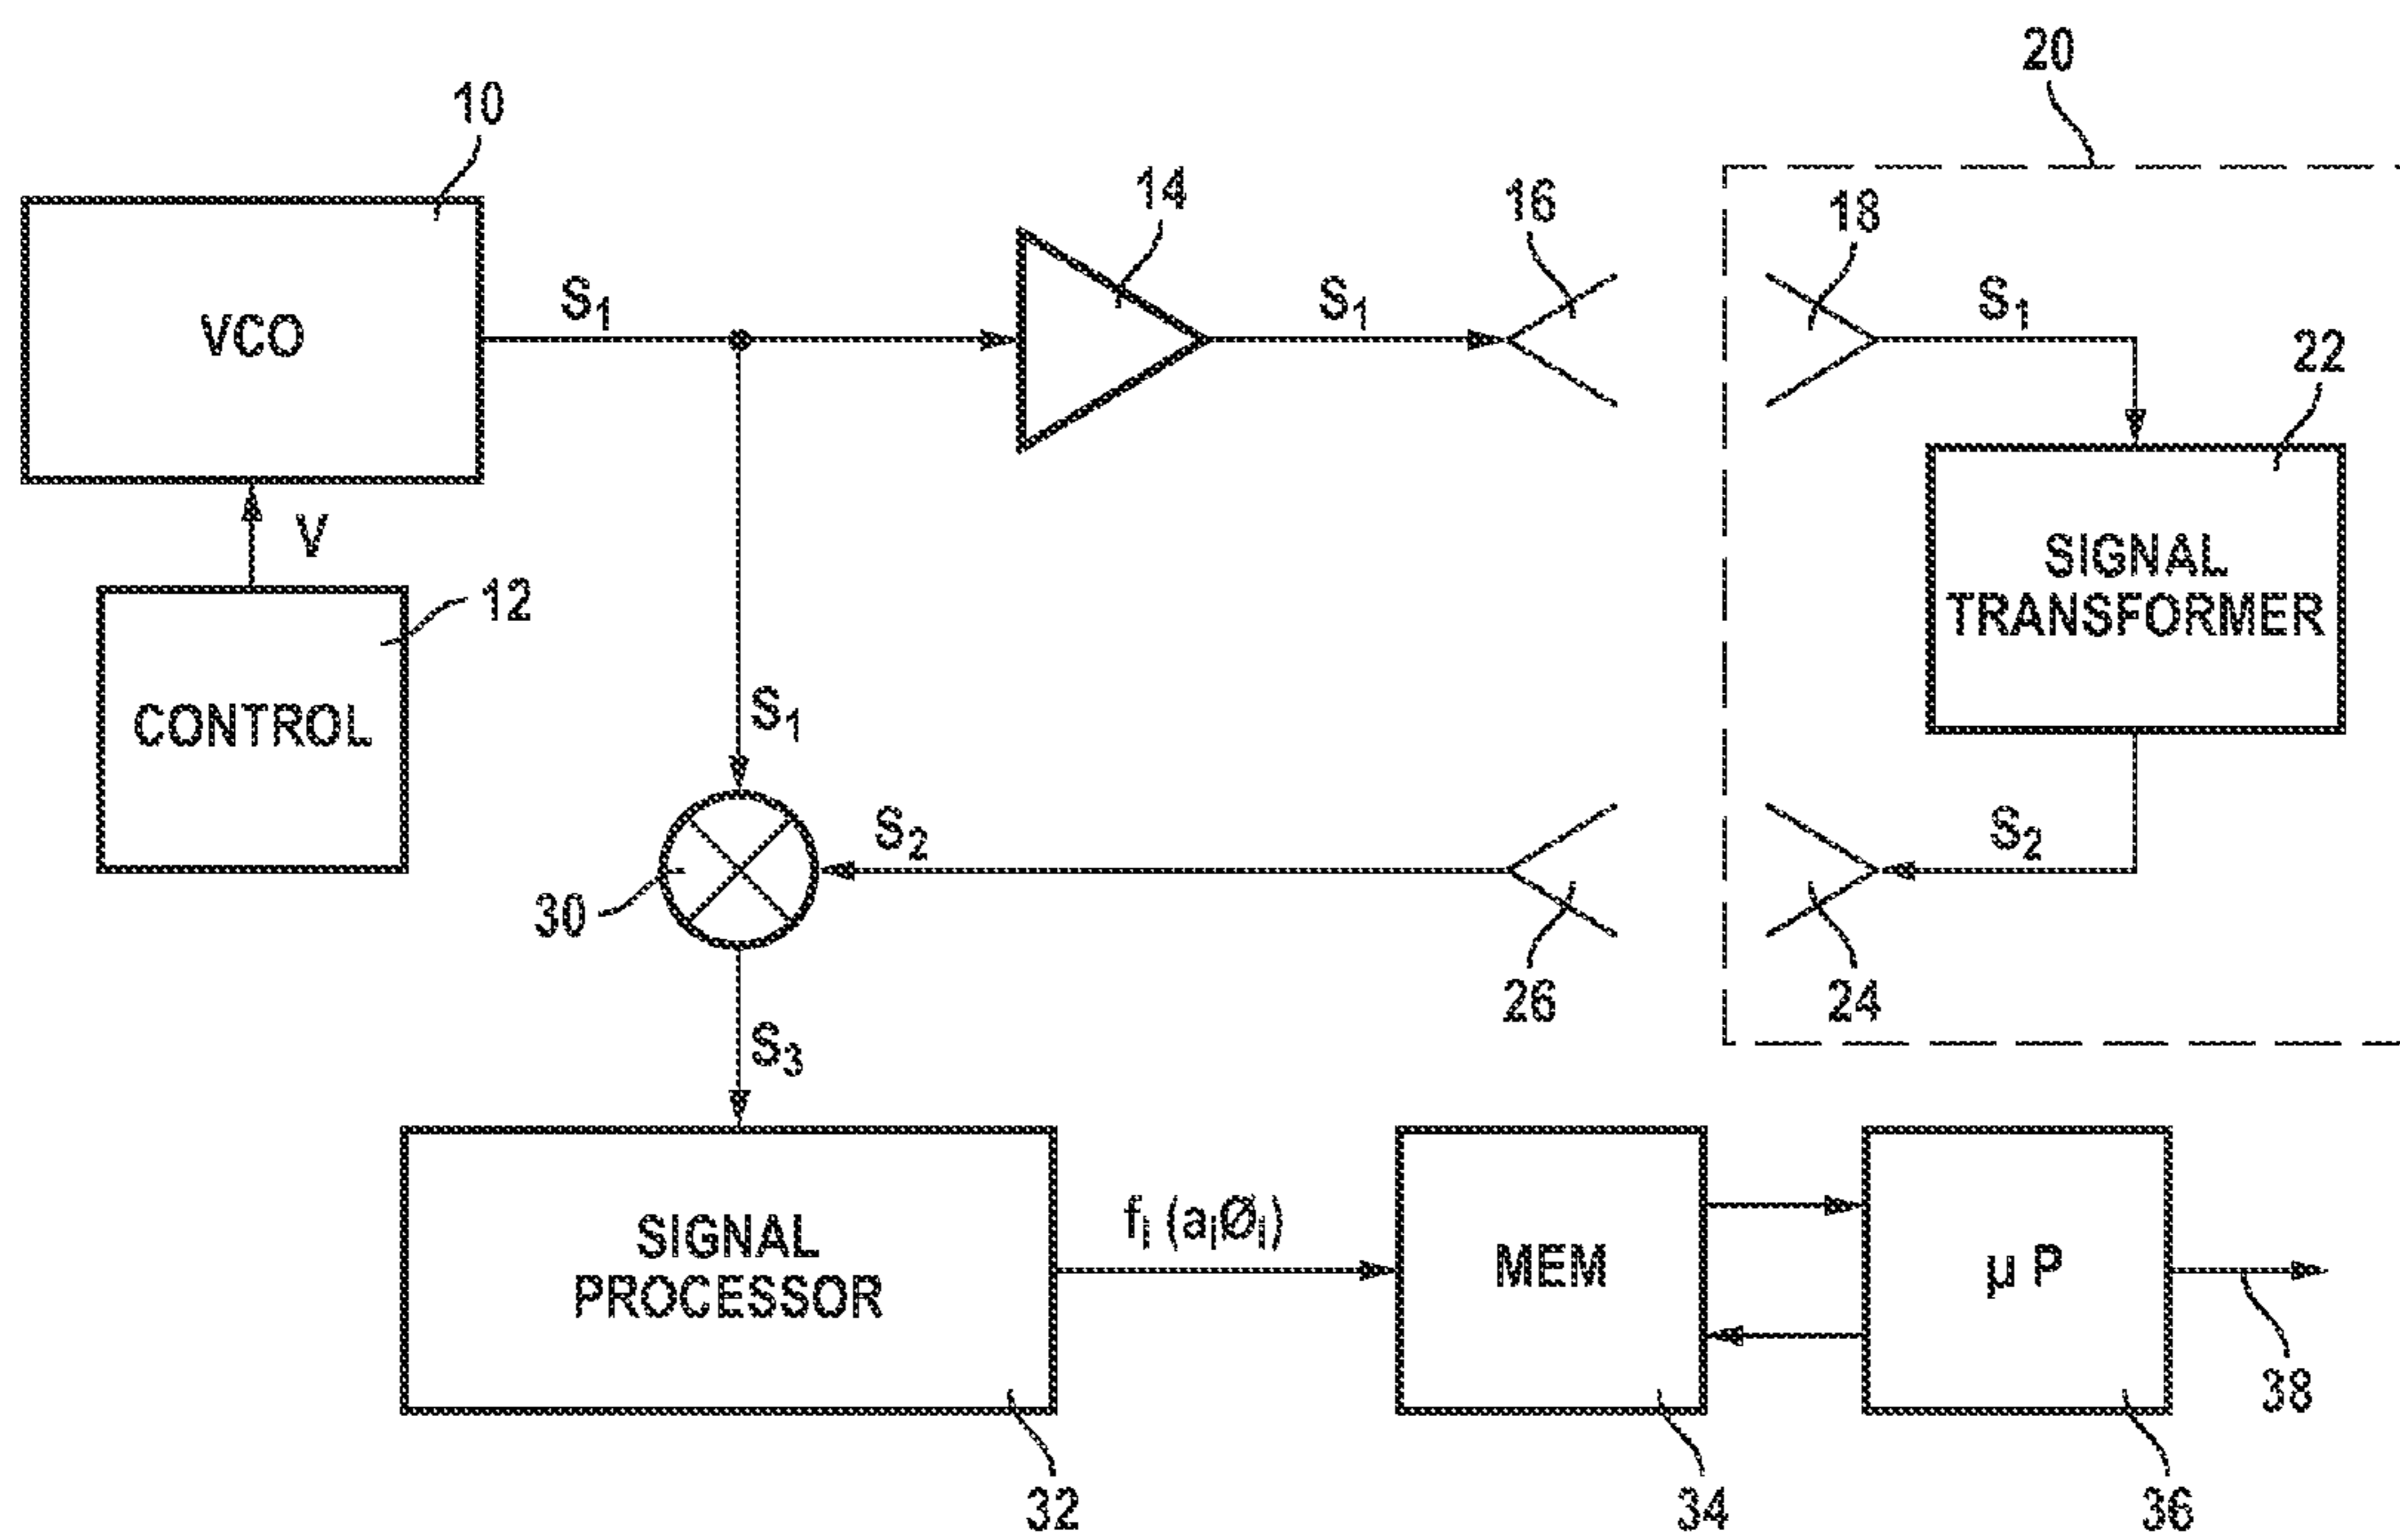 20
10
14
16
18
VCO
S₁
S₁
S₁
22
V
12
SIGNAL
TRANSFORMER
CONTROL
S₁
S₂
S₂
30
26
24
S₃
SIGNAL
PROCESSOR
fᵢ (aᵢØᵢ)
MEM
µ P
38
32
34
36